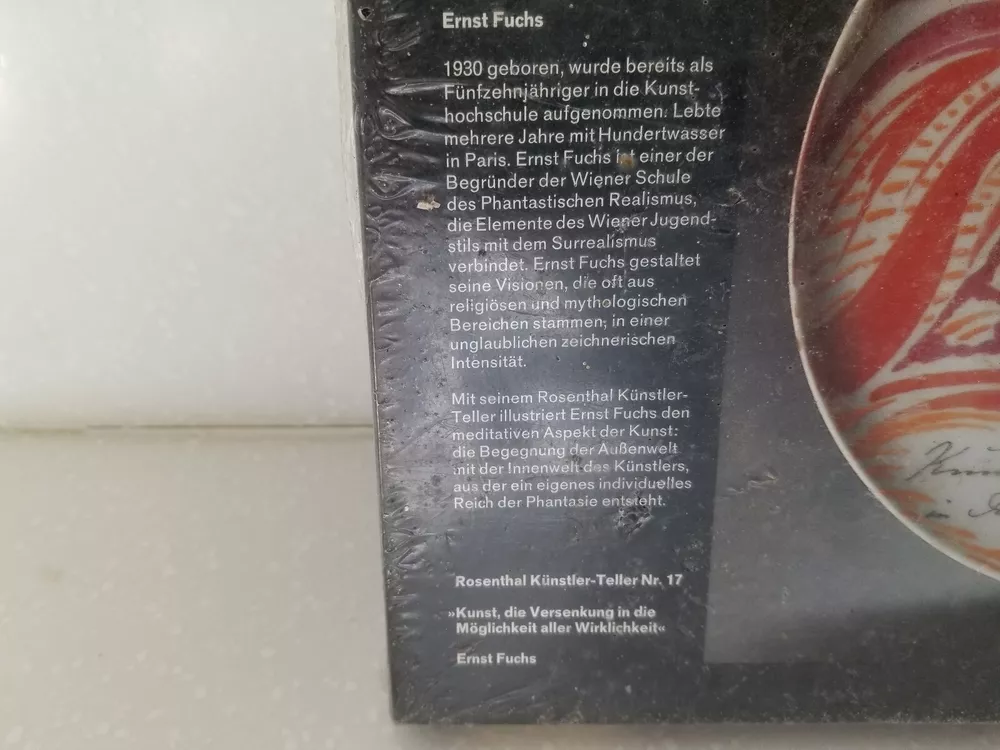 Ernst Fuchs
1930 geboren, wurde bereits als
Fünfzehnjähriger in die Kunst-
hochschule aufgenommen. Lebte
mehrere Jahre mit Hundertwasser
in Paris. Ernst Fuchs ist einer der
Begründer der Wiener Schule
des Phantastischen Realismus,
die Elemente des Wiener Jugend-
stils mit dem Surrealismus
verbindet. Ernst Fuchs gestaltet
seine Visionen, die oft aus
religiösen und mythologischen
Bereichen stammen, in einer
unglaublichen zeichnerischen
Intensität.
Mit seinem Rosenthal Künstler-
Teller illustriert Ernst Fuchs den
meditativen Aspekt der Kunst:
die Begegnung der Außenwelt
mit der Innenwelt des Künstlers,
aus der ein eigenes individuelles
Reich der Phantasie entsteht.
Rosenthal Künstler-Teller Nr. 17
»Kunst, die Versenkung in die
Möglichkeit aller Wirklichkeit«
Ernst Fuchs
in